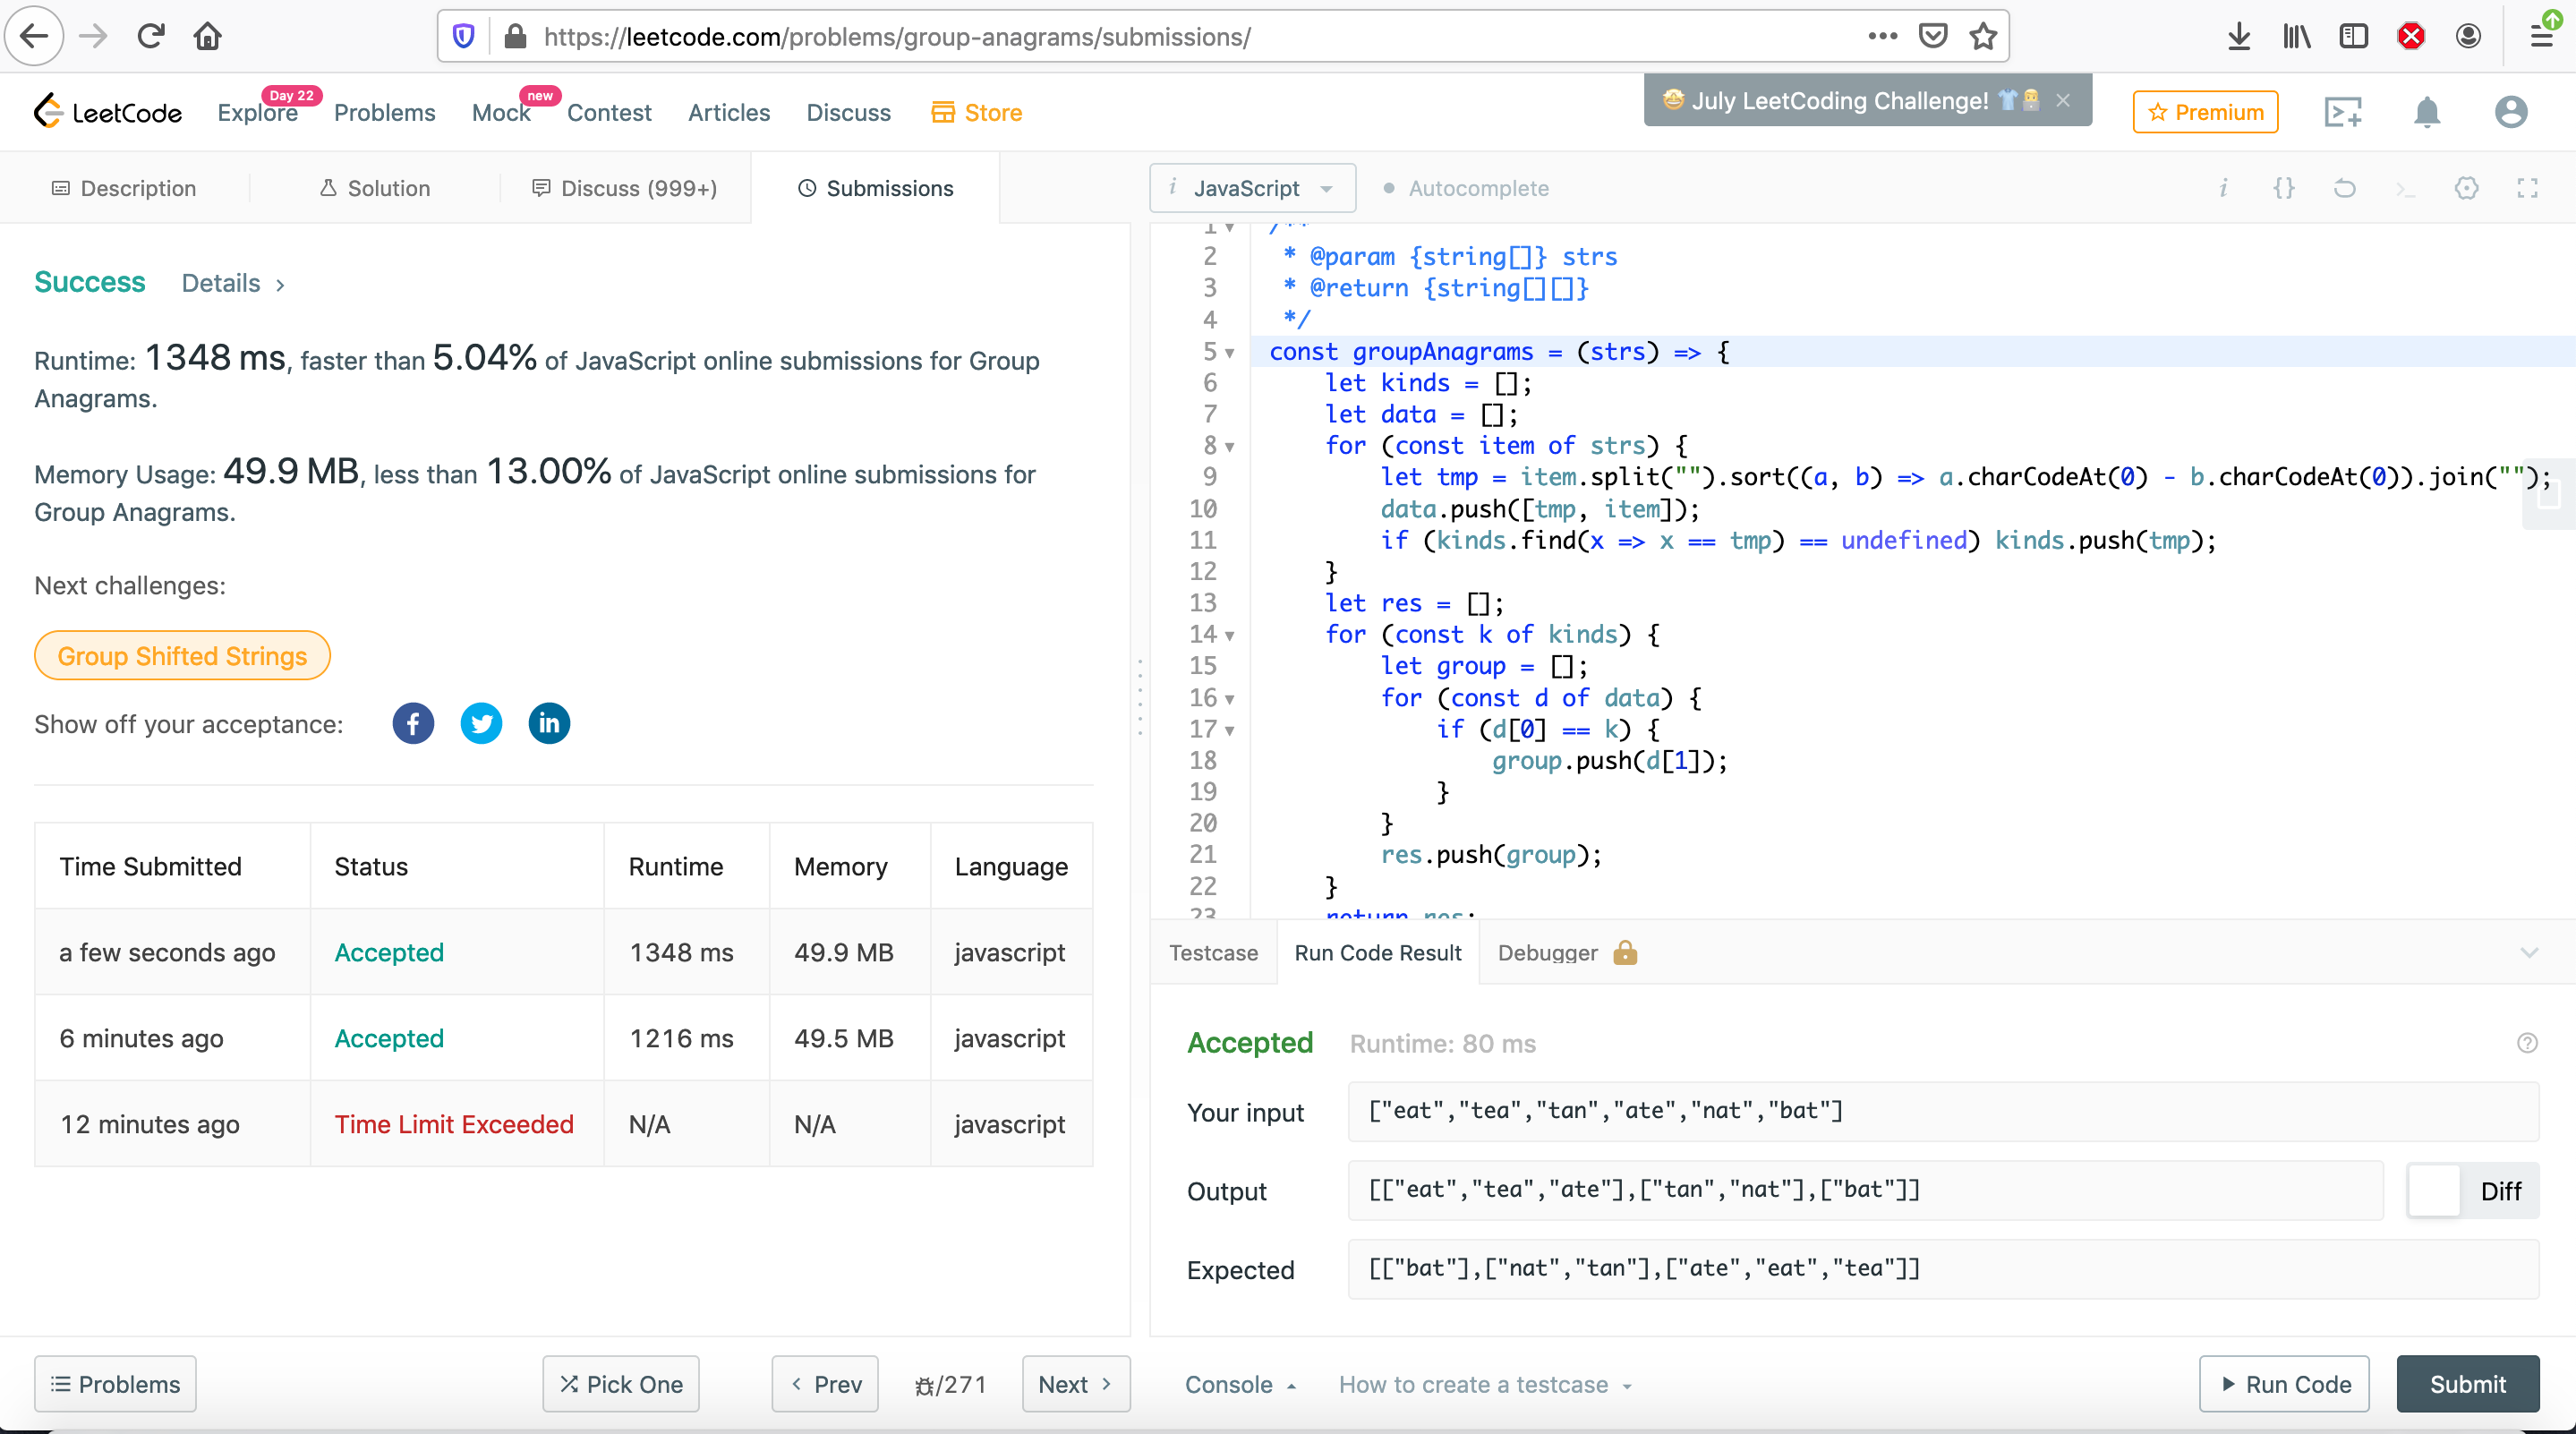 https://leetcode.com/problems/group-anagrams/submissions/
LeetCode
Explore
Day 22
Problems
Mock
new
Contest
Articles
Discuss
Store
July LeetCoding Challenge!
Premium
Description
Solution
Discuss (999+)
Submissions
i JavaScript
Autocomplete
Success Details >
Runtime: 1348 ms, faster than 5.04% of JavaScript online submissions for Group
Anagrams.
Memory Usage: 49.9 MB, less than 13.00% of JavaScript online submissions for
Group Anagrams.
Next challenges:
Group Shifted Strings
Show off your acceptance:
Time Submitted Status Runtime Memory Language
a few seconds ago Accepted 1348 ms 49.9 MB javascript
6 minutes ago Accepted 1216 ms 49.5 MB javascript
12 minutes ago Time Limit Exceeded N/A N/A javascript
1 /**
2 * @param {string[]} strs
3 * @return {string[][]}
4 */
5 const groupAnagrams = (strs) => {
6 let kinds = [];
7 let data = [];
8 for (const item of strs) {
9 let tmp = item.split("").sort((a, b) => a.charCodeAt(0) - b.charCodeAt(0)).join("");
10 data.push([tmp, item]);
11 if (kinds.find(x => x == tmp) == undefined) kinds.push(tmp);
12 }
13 let res = [];
14 for (const k of kinds) {
15 let group = [];
16 for (const d of data) {
17 if (d[0] == k) {
18 group.push(d[1]);
19 }
20 }
21 res.push(group);
22 }
23 return res;
Testcase
Run Code Result
Debugger
Accepted Runtime: 80 ms
Your input ["eat","tea","tan","ate","nat","bat"]
Output [["eat","tea","ate"],["tan","nat"],["bat"]]
Diff
Expected [["bat"],["nat","tan"],["ate","eat","tea"]]
Problems
Pick One
< Prev
/271
Next >
Console
How to create a testcase
Run Code
Submit